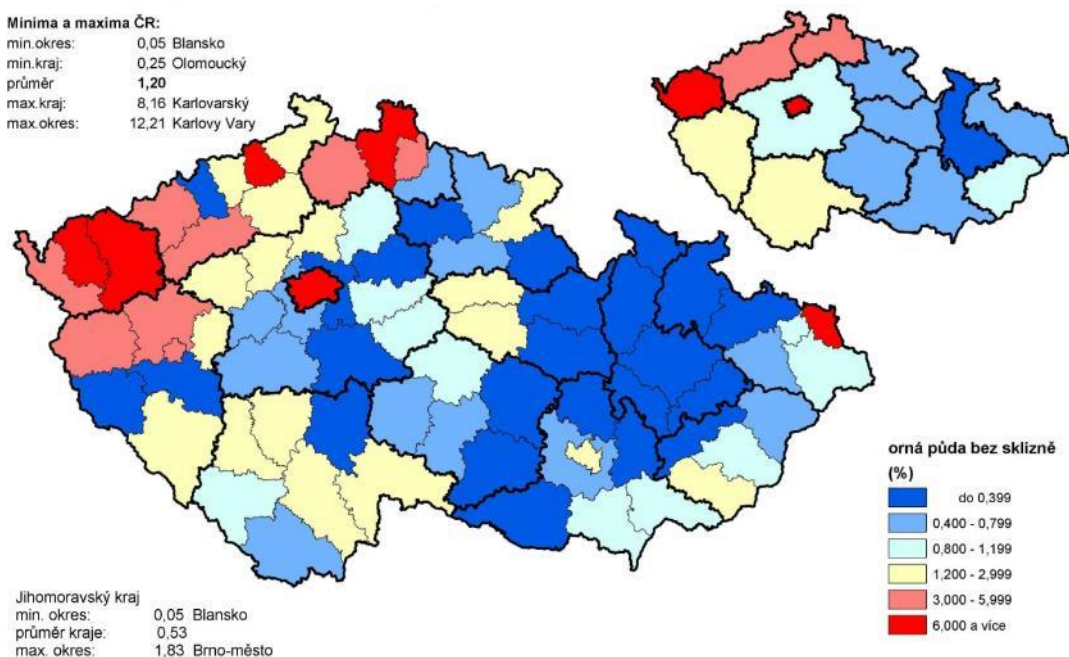 Minima a maxima ČR:
min.okres: 0,05 Blansko
min.kraj: 0,25 Olomoucký
průměr 1,20
max.kraj: 8,16 Karlovarský
max.okres: 12,21 Karlovy Vary
orná půda bez sklizně
(%)
do 0,399
0,400 - 0,799
0,800 - 1,199
1,200 - 2,999
3,000 - 5,999
6,000 a více
Jihomoravský kraj
min. okres: 0,05 Blansko
průměr kraje: 0,53
max. okres: 1,83 Brno-město